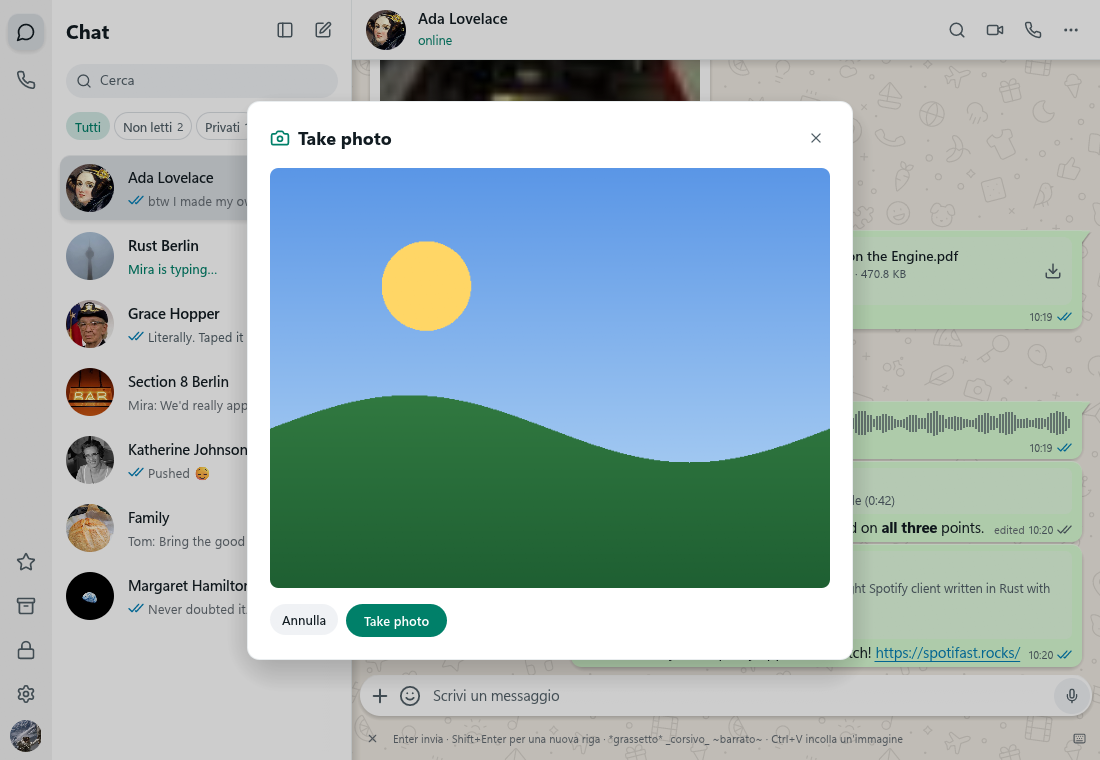 Chat
Cerca
Tutti
Non letti 2
Privati
Ada Lovelace
btw I made my
Rust Berlin
Mira is typing...
Grace Hopper
Literally. Taped it
Section 8 Berlin
Mira: We'd really app
Katherine Johnson
Pushed 😅
Family
Tom: Bring the good
Margaret Hamilton
Never doubted it
Ada Lovelace
online
on the Engine.pdf
· 470.8 KB
10:19
10:19
(0:42)
on all three points. edited 10:20
Spotify client written in Rust with
https://spotifast.rocks/ 10:20
Take photo
Annulla
Take photo
Scrivi un messaggio
Enter invia · Shift+Enter per una nuova riga · *grassetto* _corsivo_ ~barrato~ · Ctrl+V incolla un'immagine